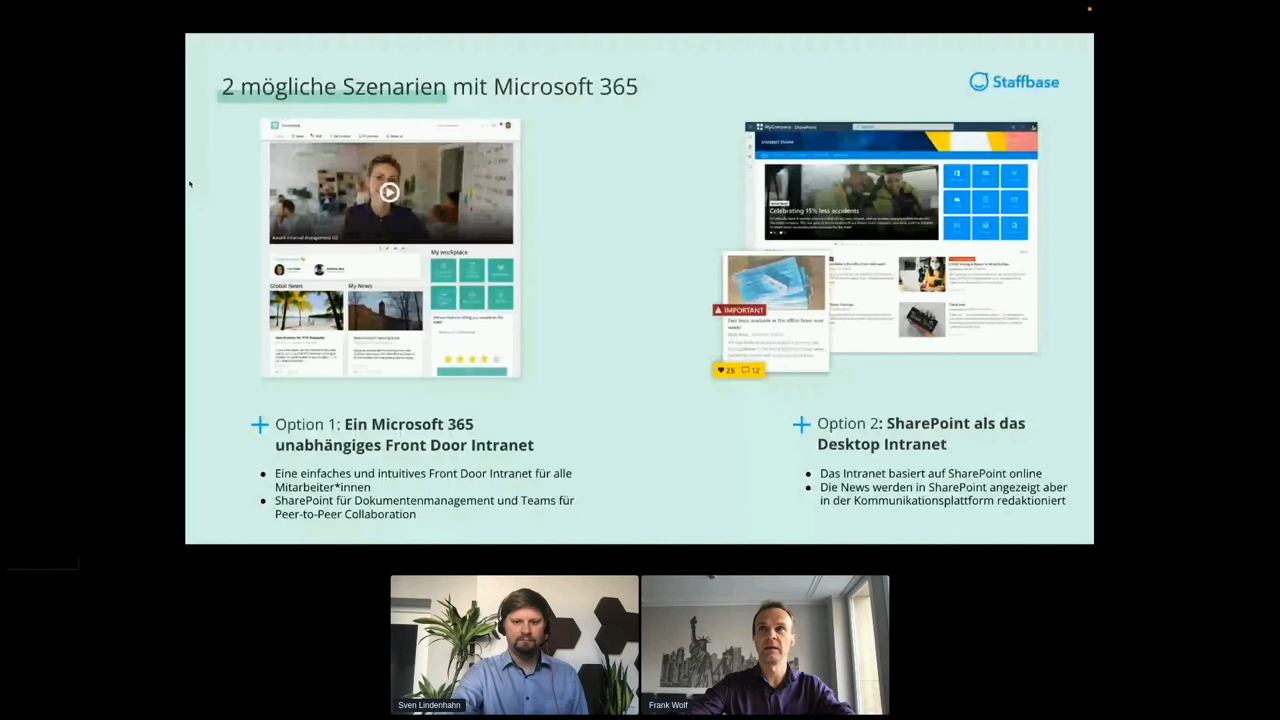 2 mögliche Szenarien mit Microsoft 365
Staffbase
My workplace
Global News
My News
MyCompany
SharePoint
Celebrating 15% less accidents
IMPORTANT
25
12
Option 1: Ein Microsoft 365
unabhängiges Front Door Intranet
Eine einfaches und intuitives Front Door Intranet für alle
Mitarbeiter*innen
SharePoint für Dokumentenmanagement und Teams für
Peer-to-Peer Collaboration
Option 2: SharePoint als das
Desktop Intranet
Das Intranet basiert auf SharePoint online
Die News werden in SharePoint angezeigt aber
in der Kommunikationsplattform redaktioniert
Sven Lindenhahn
Frank Wolf